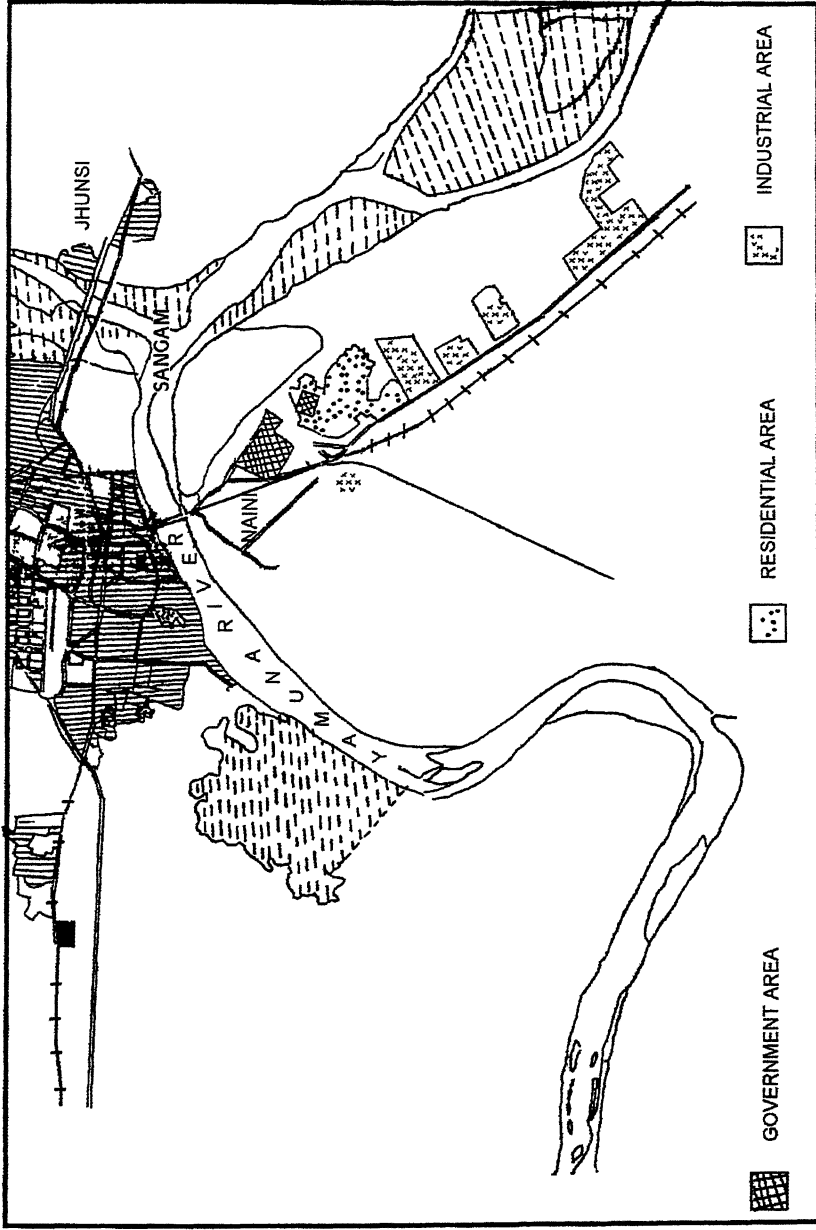 JHUNSI
SANGAM
NAINI
YAMUNA RIVER
GOVERNMENT AREA
RESIDENTIAL AREA
INDUSTRIAL AREA